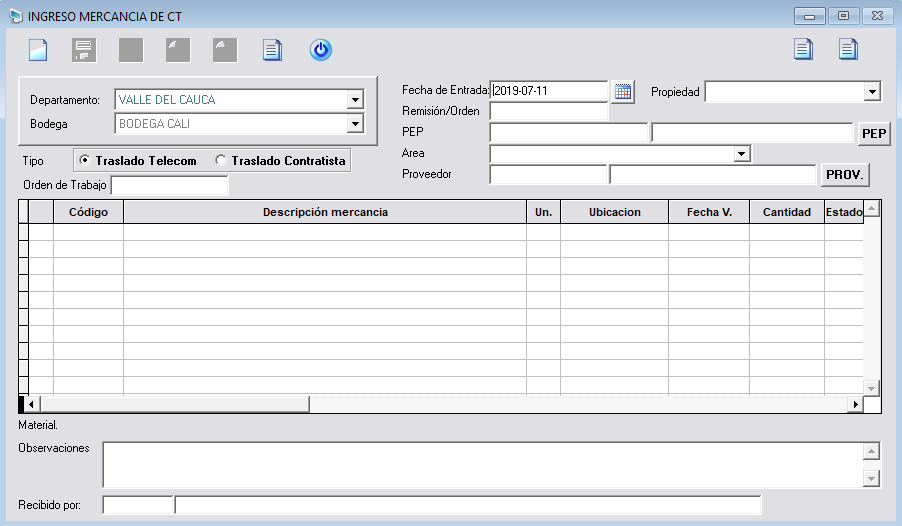 INGRESO MERCANCIA DE CT
Departamento: VALLE DEL CAUCA
Bodega BODEGA CALI
Fecha de Entrada: 2019-07-11 Propiedad
Remisión/Orden
PEP PEP
Area
Proveedor PROV.
Tipo Traslado Telecom Traslado Contratista
Orden de Trabajo
Código Descripción mercancia Un. Ubicacion Fecha V. Cantidad Estado
Material.
Observaciones
Recibido por: